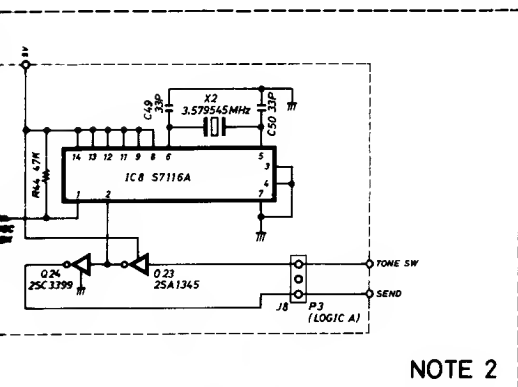 5V
C49
33P
X2
3.579545MHz
33P
C50
14 13 12 11 9 8 6 5
R44 47K
IC8 S7116A
3
4
1 2 7
Q24
2SC3399
Q23
2SA1345
TONE SW
SEND
J8 P3
(LOGIC A)
NOTE 2